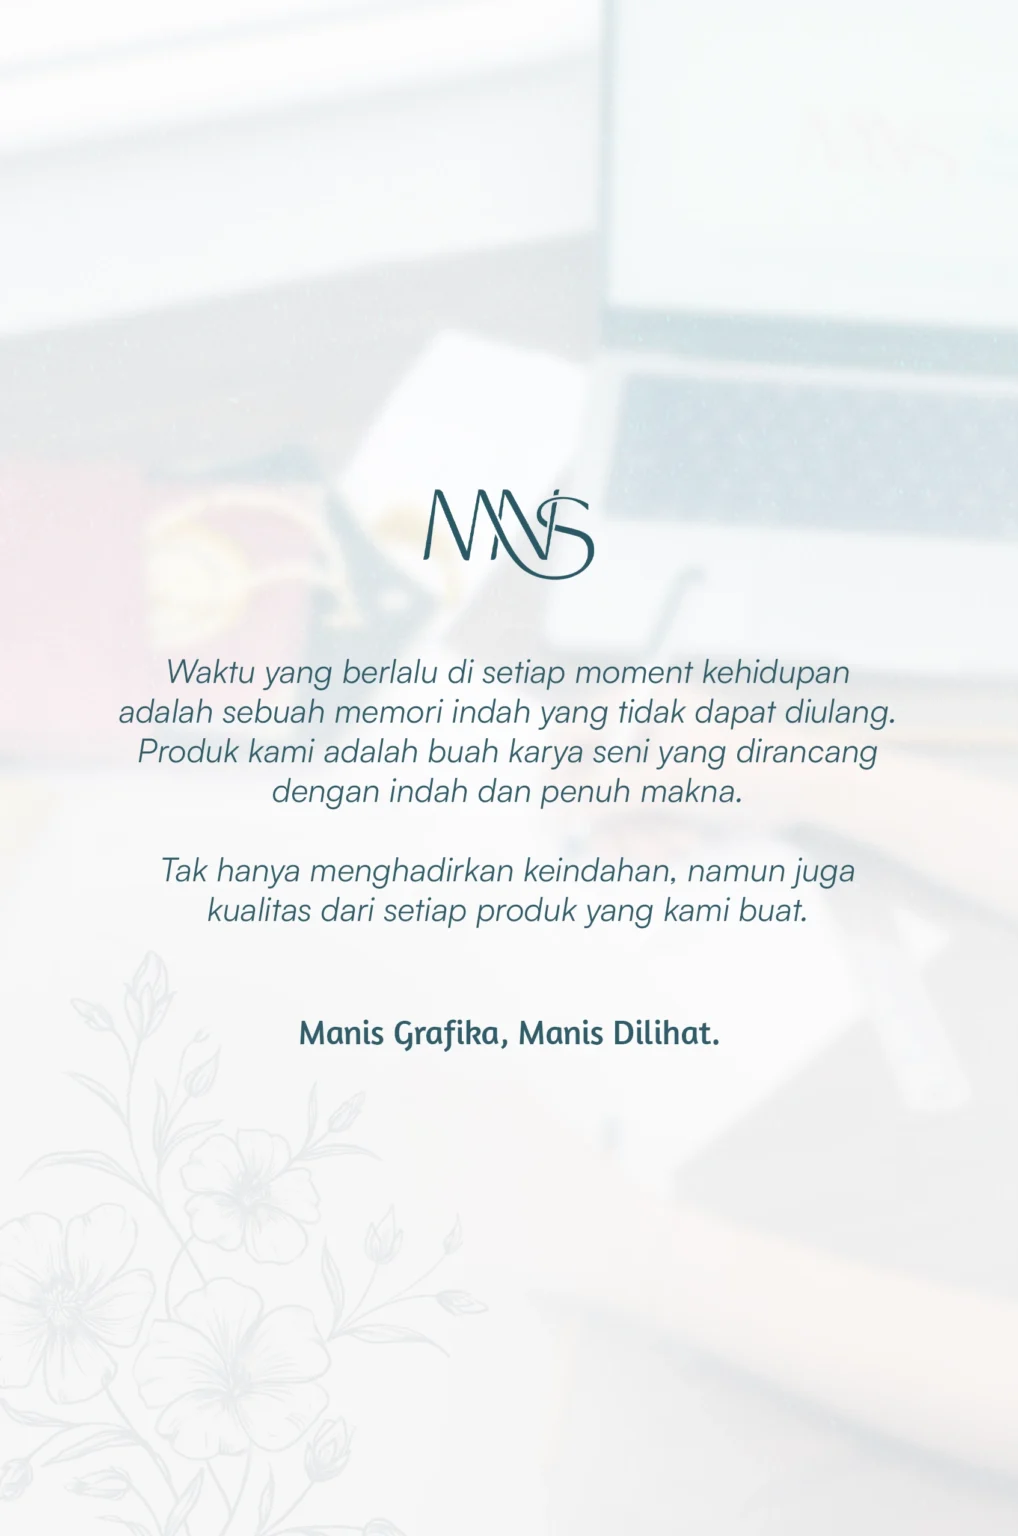 MNS
Waktu yang berlalu di setiap moment kehidupan
adalah sebuah memori indah yang tidak dapat diulang.
Produk kami adalah buah karya seni yang dirancang
dengan indah dan penuh makna.
Tak hanya menghadirkan keindahan, namun juga
kualitas dari setiap produk yang kami buat.
Manis Grafika, Manis Dilihat.